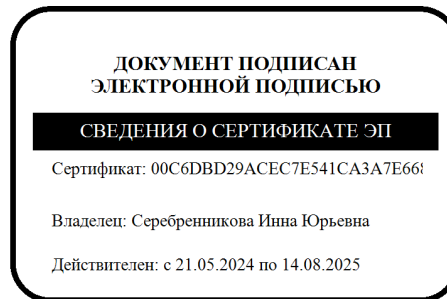 ДОКУМЕНТ ПОДПИСАН
ЭЛЕКТРОННОЙ ПОДПИСЬЮ
СВЕДЕНИЯ О СЕРТИФИКАТЕ ЭП
Сертификат: 00C6DBD29ACEC7E541CA3A7E668
Владелец: Серебренникова Инна Юрьевна
Действителен: с 21.05.2024 по 14.08.2025